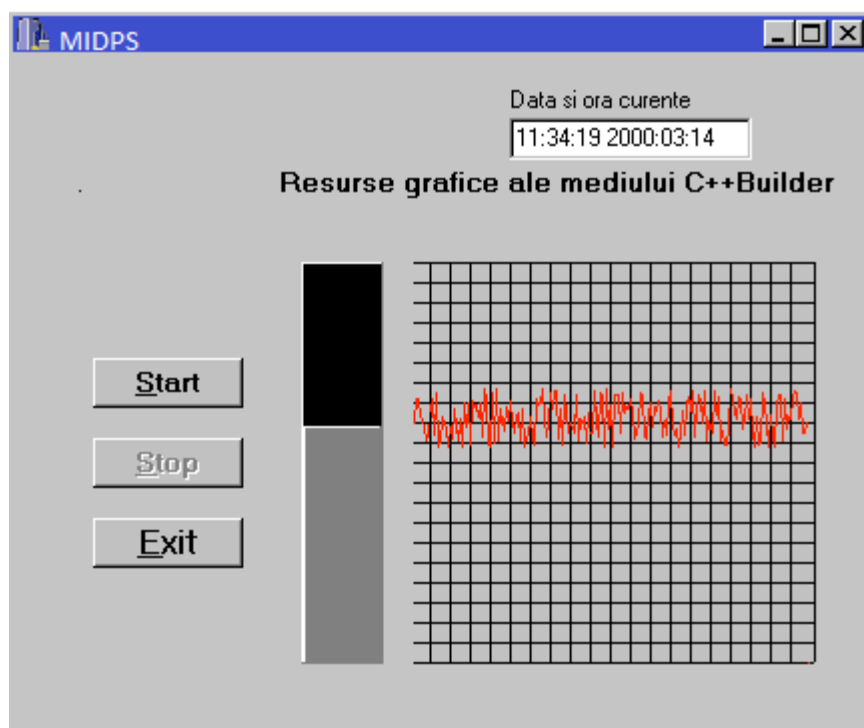 MIDPS
Data si ora curente
11:34:19 2000:03:14
Resurse grafice ale mediului C++Builder
Start
Stop
Exit